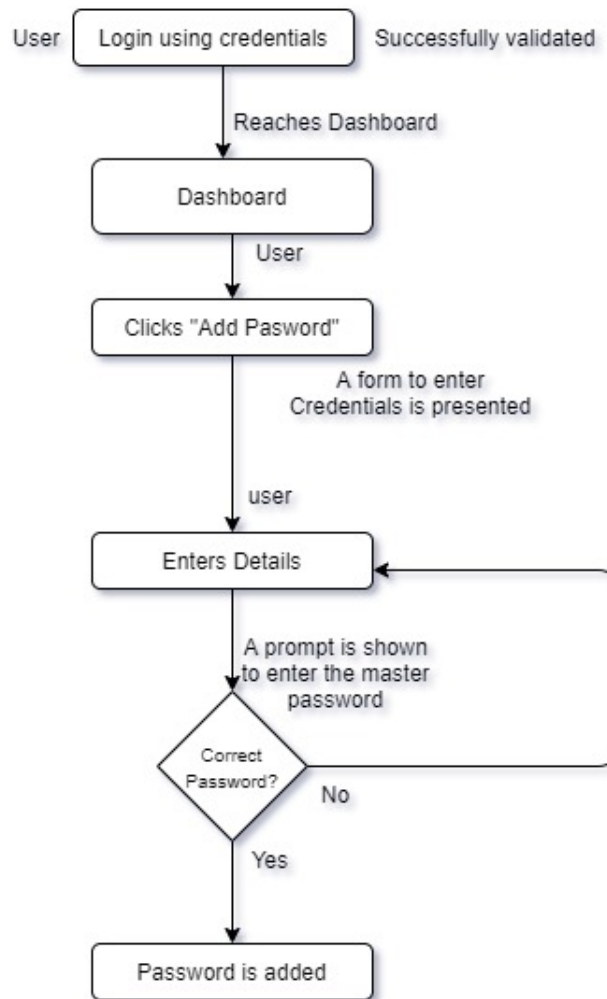 User
Login using credentials
Successfully validated
Reaches Dashboard
Dashboard
User
Clicks "Add Pasword"
A form to enter
Credentials is presented
user
Enters Details
A prompt is shown
to enter the master
password
Correct
Password?
No
Yes
Password is added